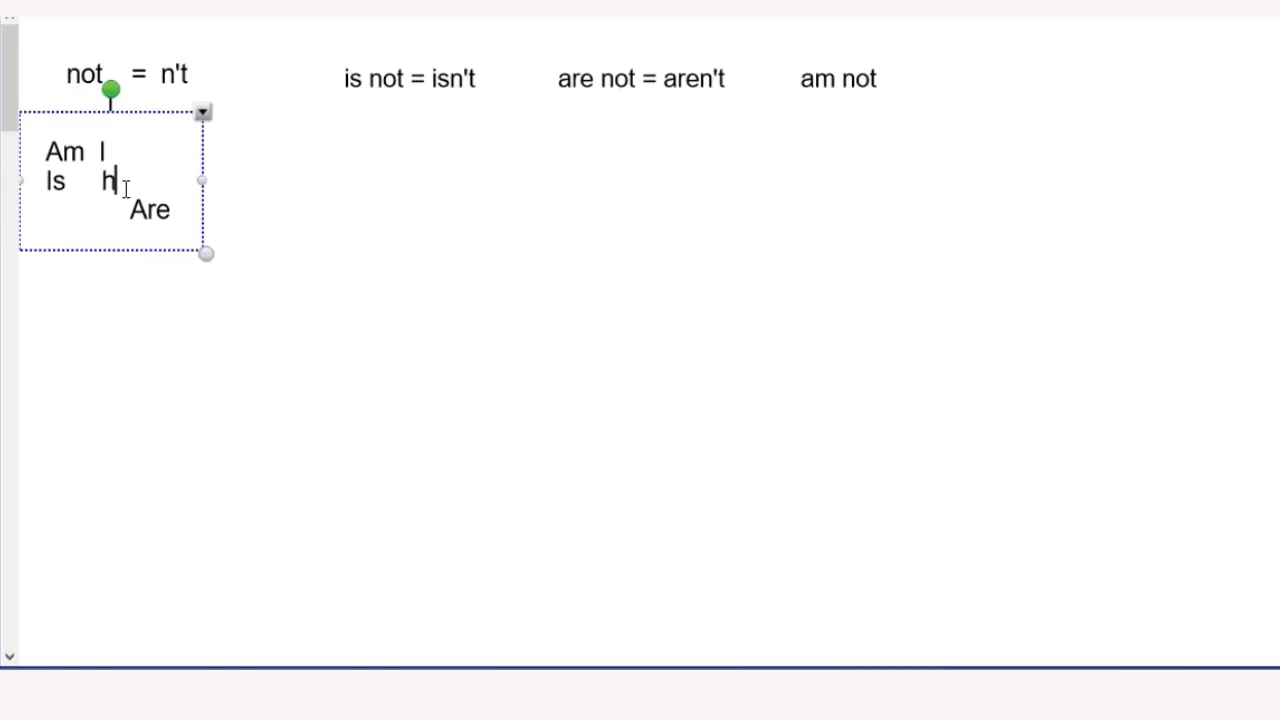 not = n't is not = isn't are not = aren't am not
Am I
Is h
Are